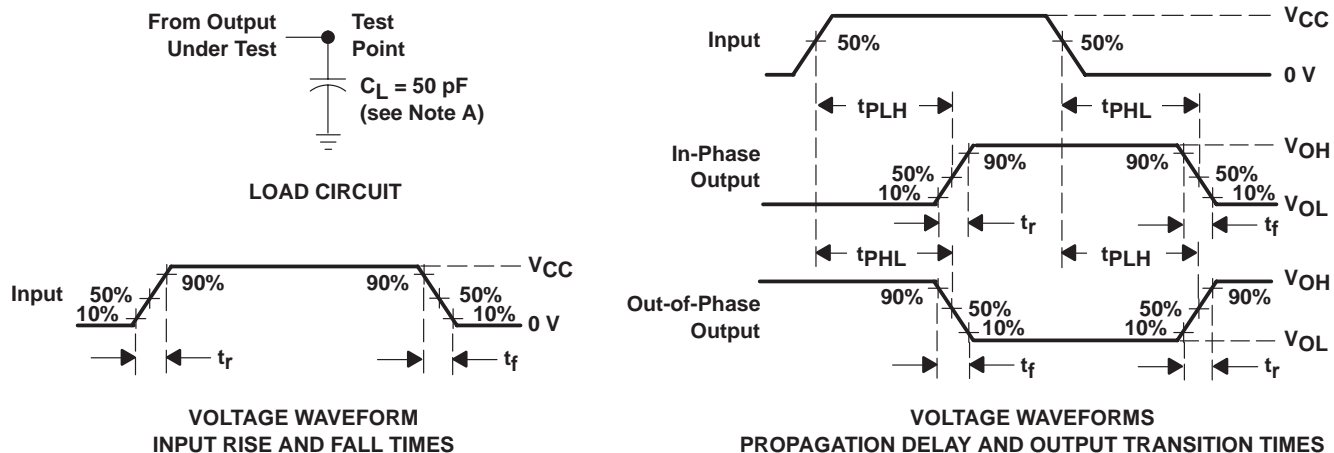 From Output
Under Test
Test
Point
CL = 50 pF
(see Note A)
LOAD CIRCUIT
Input
50%
10%
90%
90%
50%
10%
VCC
0 V
tr
tf
VOLTAGE WAVEFORM
INPUT RISE AND FALL TIMES
Input
50%
50%
VCC
0 V
tPLH
tPHL
In-Phase
Output
50%
10%
90%
90%
50%
10%
VOH
VOL
tr
tf
tPHL
tPLH
Out-of-Phase
Output
90%
50%
10%
50%
10%
90%
VOH
VOL
tf
tr
VOLTAGE WAVEFORMS
PROPAGATION DELAY AND OUTPUT TRANSITION TIMES